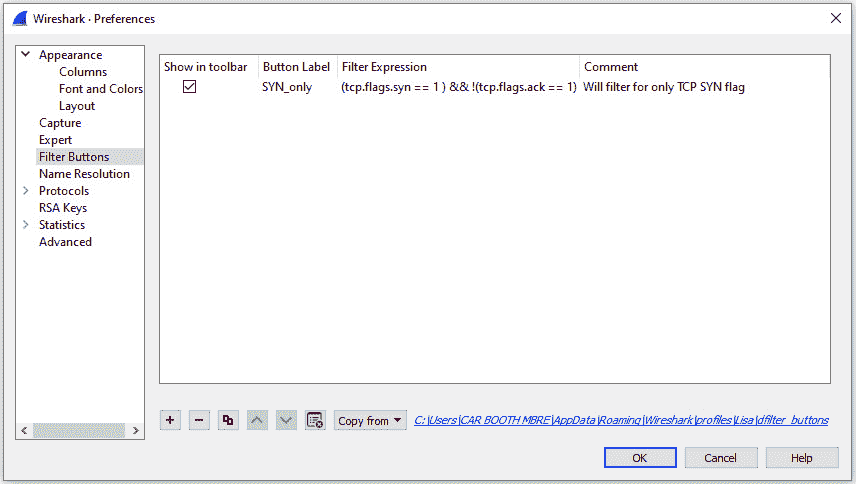 Wireshark · Preferences
Appearance
Columns
Font and Colors
Layout
Capture
Expert
Filter Buttons
Name Resolution
Protocols
RSA Keys
Statistics
Advanced
Show in toolbar Button Label Filter Expression Comment
SYN_only (tcp.flags.syn == 1 ) && !(tcp.flags.ack == 1) Will filter for only TCP SYN flag
Copy from C:\Users\CAR BOOTH MBRE\AppData\Roaming\Wireshark\profiles\Lisa\dfilter_buttons
OK Cancel Help